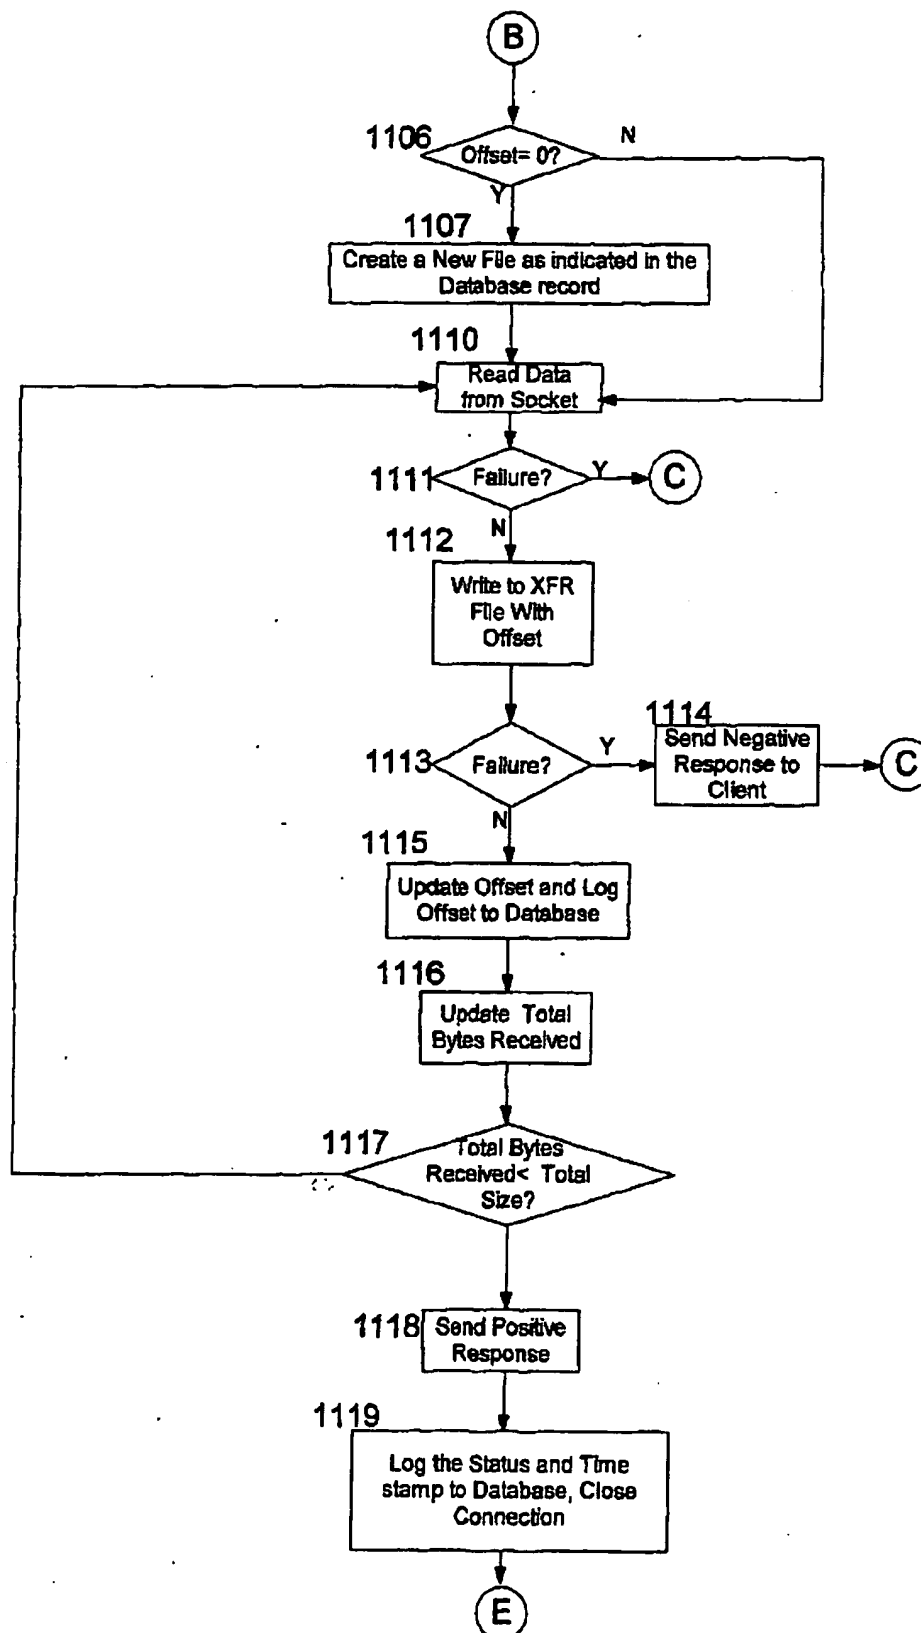 B
1106
Offset= 0?
N
Y
1107
Create a New File as indicated in the
Database record
1110
Read Data
from Socket
1111
Failure?
Y
C
N
1112
Write to XFR
File With
Offset
1113
Failure?
Y
1114
Send Negative
Response to
Client
C
N
1115
Update Offset and Log
Offset to Database
1116
Update Total
Bytes Received
1117
Total Bytes
Received< Total
Size?
1118
Send Positive
Response
1119
Log the Status and Time
stamp to Database, Close
Connection
E